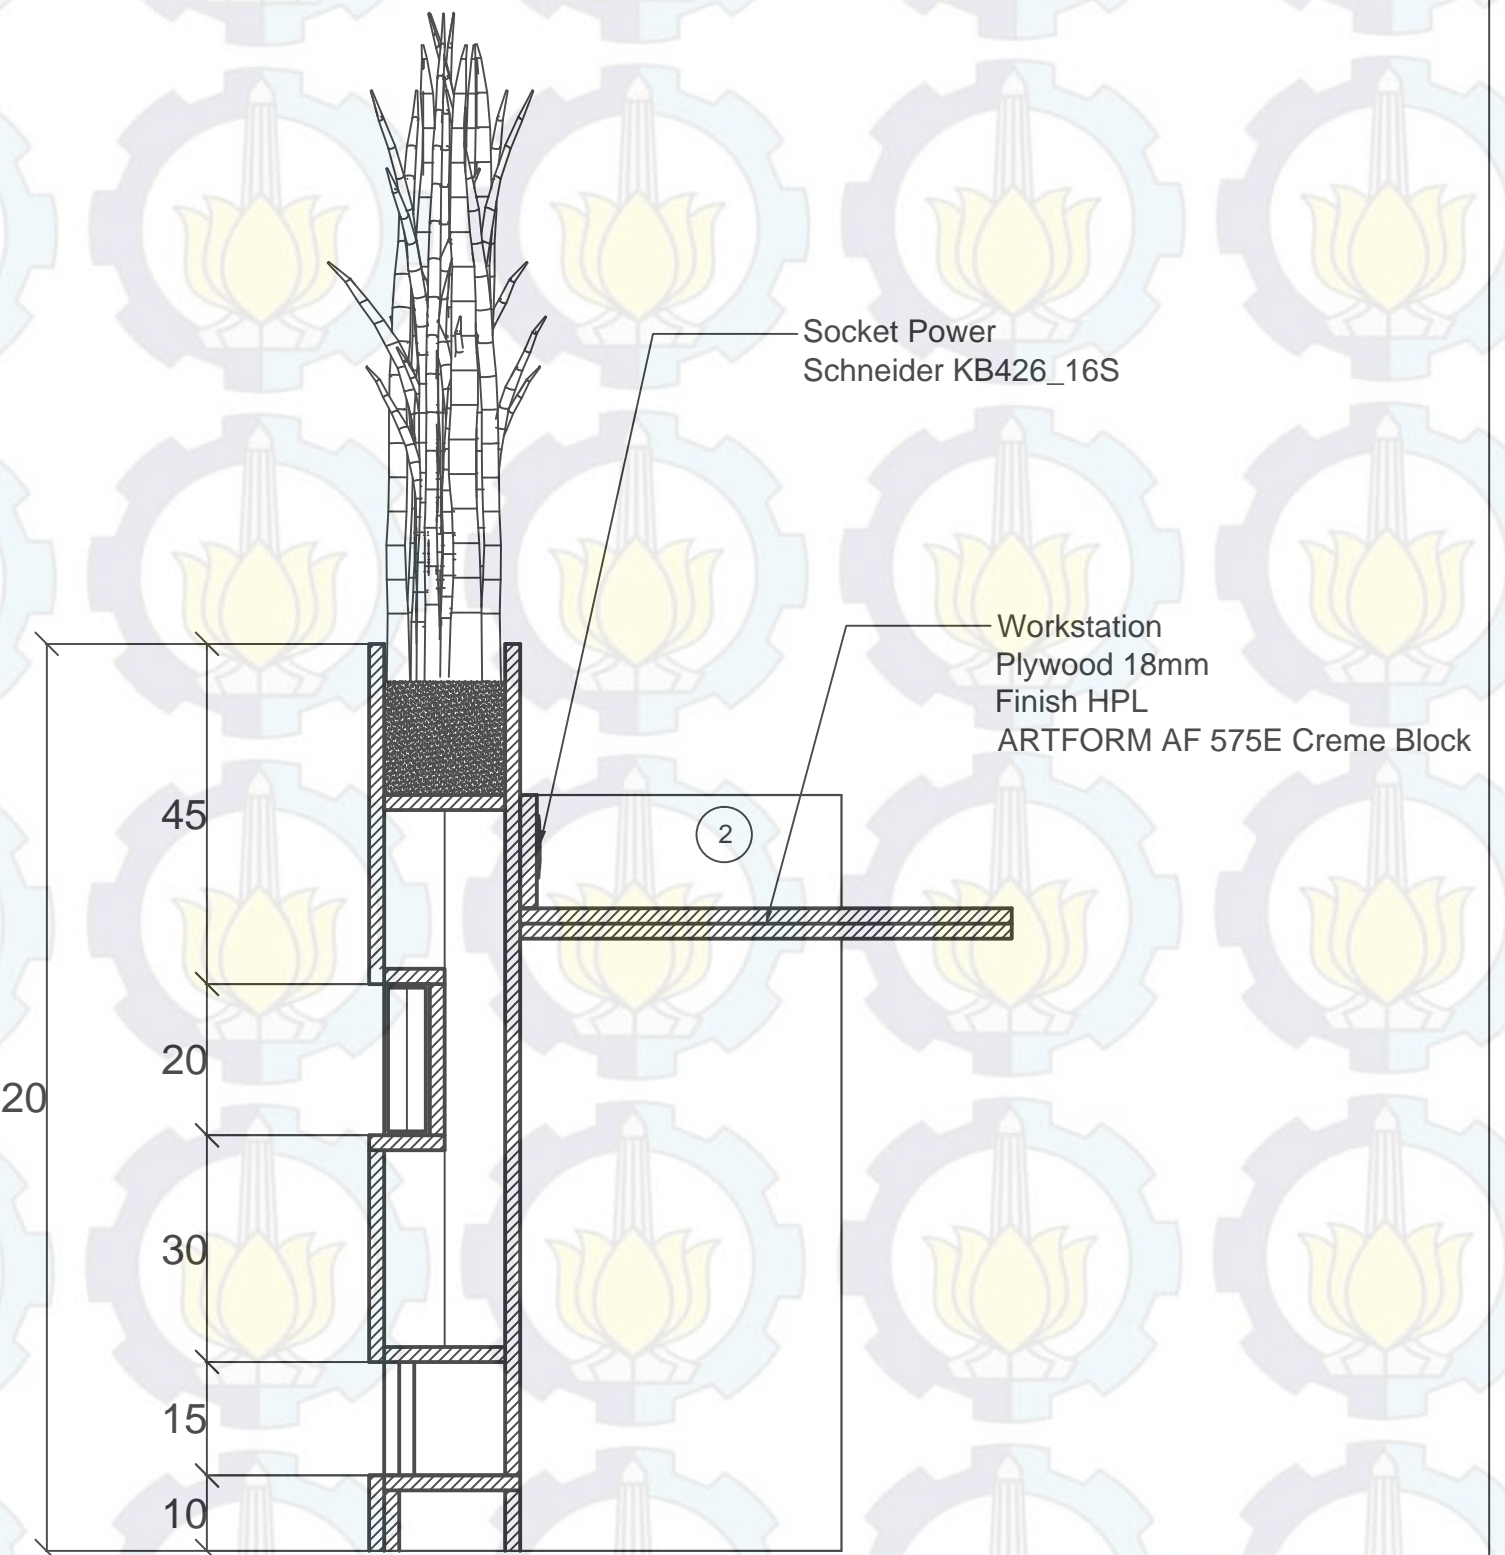 Socket Power
Schneider KB426_16S
Workstation
Plywood 18mm
Finish HPL
ARTFORM AF 575E Creme Block
45
2
20
20
30
15
10